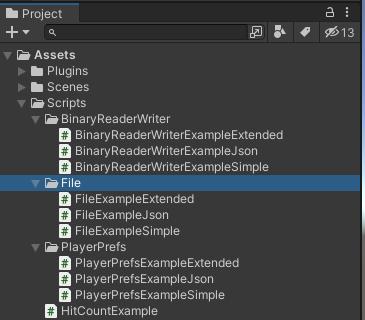 Project
13
Assets
Plugins
Scenes
Scripts
BinaryReaderWriter
# BinaryReaderWriterExampleExtended
# BinaryReaderWriterExampleJson
# BinaryReaderWriterExampleSimple
File
# FileExampleExtended
# FileExampleJson
# FileExampleSimple
PlayerPrefs
# PlayerPrefsExampleExtended
# PlayerPrefsExampleJson
# PlayerPrefsExampleSimple
# HitCountExample